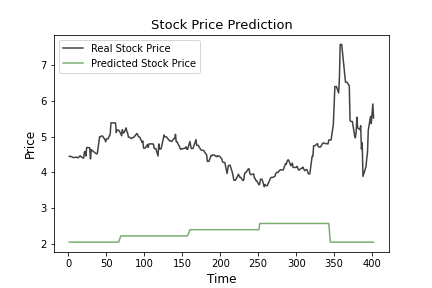 Stock Price Prediction
Real Stock Price
Predicted Stock Price
Price
7
6
5
4
3
2
0 50 100 150 200 250 300 350 400
Time